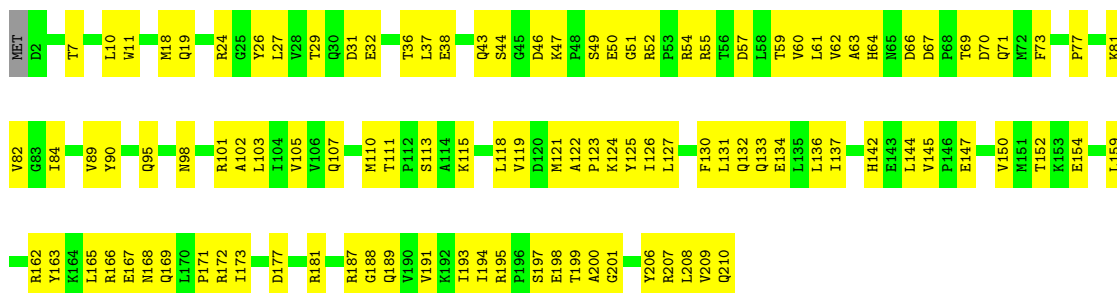 MET D2 T7 L10 W11 M18 Q19 R24 G25 Y26 L27 V28 T29 Q30 D31 E32 T36 L37 E38 Q43 S44 G45 D46 K47 P48 S49 E50 G51 R52 P53 R54 R55 T56 D57 L58 T59 V60 L61 V62 A63 H64 N65 D66 D67 P68 T69 D70 Q71 M72 F73 P77 K81
V82 G83 I84 V89 Y90 Q95 N98 R101 A102 L103 I104 V105 V106 Q107 M110 T111 P112 S113 A114 K115 L118 V119 D120 M121 A122 P123 K124 Y125 I126 L127 F130 L131 Q132 Q133 E134 L135 L136 I137 H142 E143 L144 V145 P146 E147 V150 M151 T152 K153 E154 L159
R162 Y163 K164 L165 R166 E167 N168 Q169 L170 P171 R172 I173 D177 R181 R187 G188 Q189 V190 V191 K192 I193 I194 R195 P196 S197 E198 T199 A200 G201 Y206 R207 L208 V209 Q210